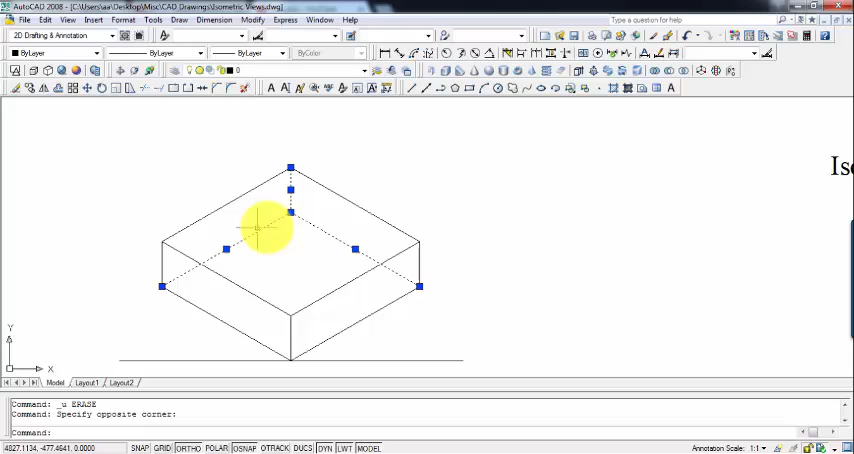 AutoCAD 2008 - [C:\Users\aa\Desktop\Misc\CAD Drawings\Isometric Views.dwg]
File Edit View Insert Format Tools Draw Dimension Modify Express Window Help
Type a question for help
2D Drafting & Annotation
ByLayer ByLayer ByLayer ByColor
0
Iso
Y
X
Model Layout1 Layout2
Command: _u ERASE
Command: Specify opposite corner:
Command:
4827.1134, -477.4641, 0.0000 SNAP GRID ORTHO POLAR OSNAP OTRACK DUCS DYN LWT MODEL Annotation Scale: 1:1